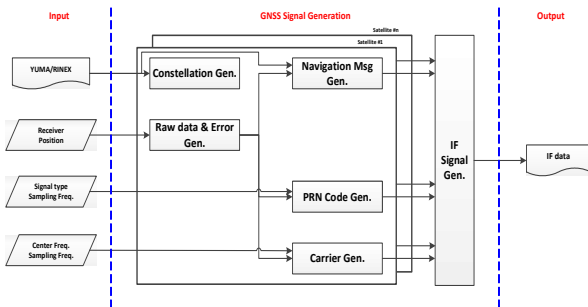 Input
GNSS Signal Generation
Output
Satellite #n
Satellite #1
YUMA/RINEX
Constellation Gen.
Navigation Msg
Gen.
Receiver
Position
Raw data & Error
Gen.
IF
Signal
Gen.
IF data
Signal type
Sampling Freq.
PRN Code Gen.
Center Freq.
Sampling Freq.
Carrier Gen.